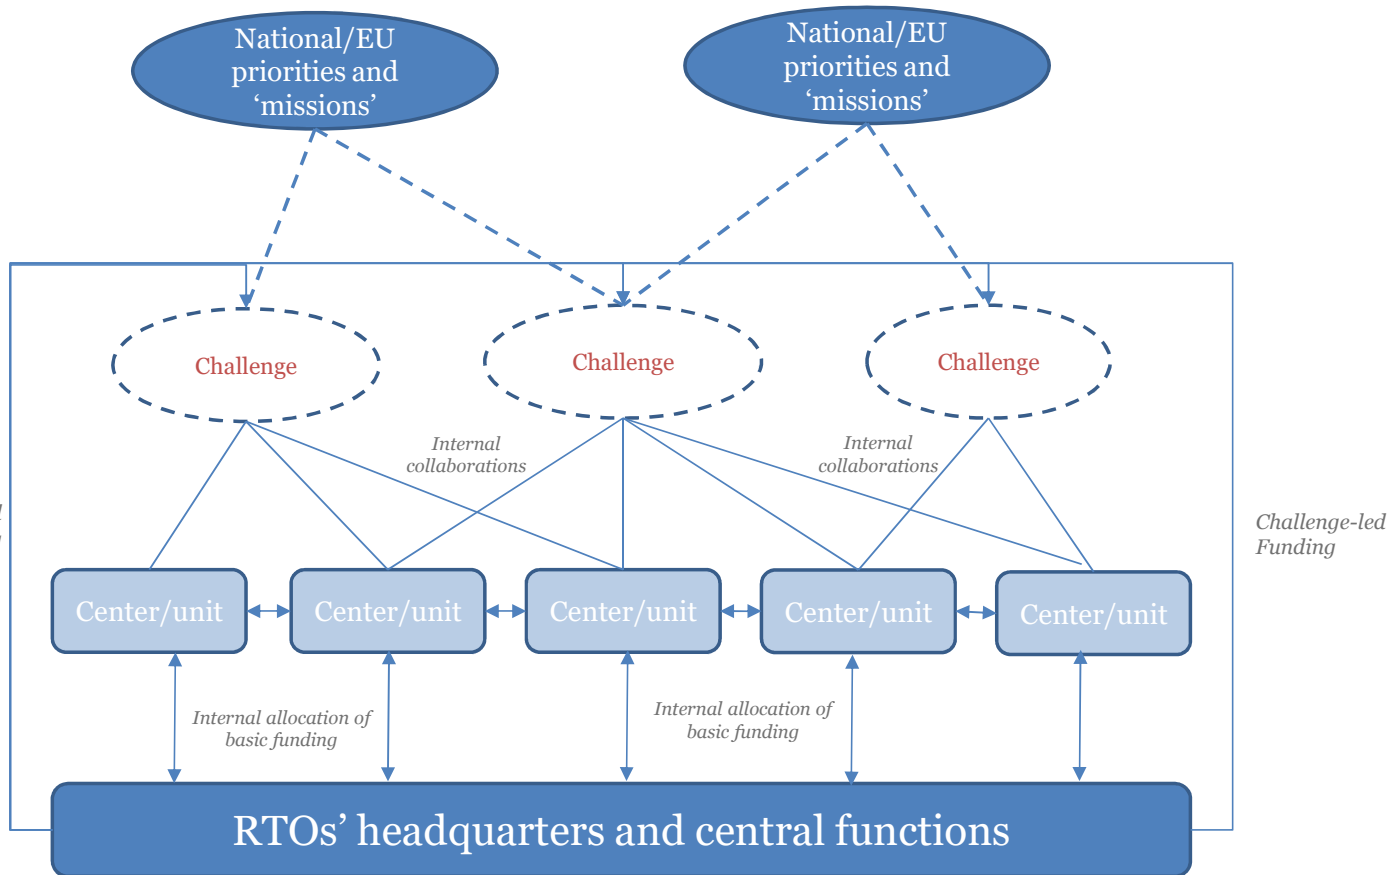 National/EU
priorities and
‘missions’
National/EU
priorities and
‘missions’
Challenge
Challenge
Challenge
Internal
collaborations
Internal
collaborations
Challenge-led
Funding
Center/unit
Center/unit
Center/unit
Center/unit
Center/unit
Internal allocation of
basic funding
Internal allocation of
basic funding
RTOs’ headquarters and central functions